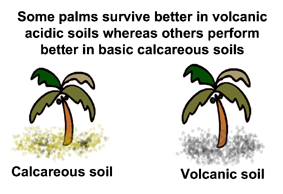 Some palms survive better in volcanic
acidic soils whereas others perform
better in basic calcareous soils
Calcareous soil
Volcanic soil